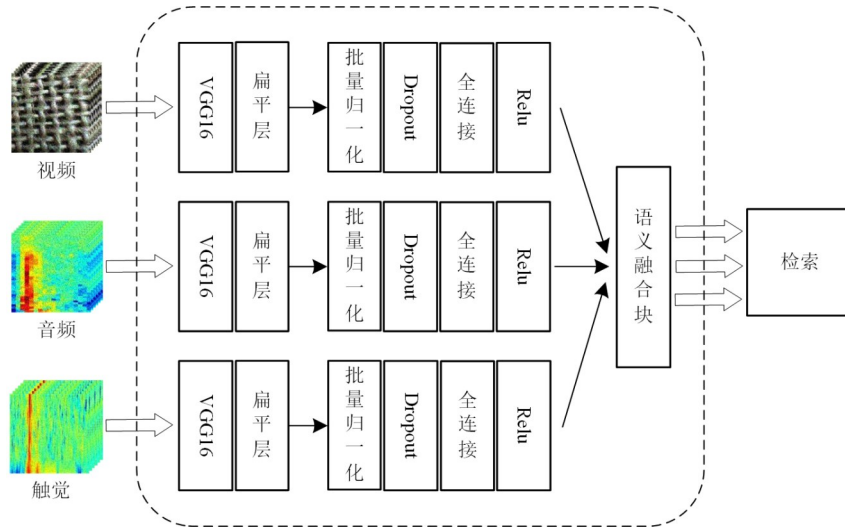 视频
VGG16
扁平层
批量归一化
Dropout
全连接
Relu
音频
VGG16
扁平层
批量归一化
Dropout
全连接
Relu
触觉
VGG16
扁平层
批量归一化
Dropout
全连接
Relu
语义融合块
检索